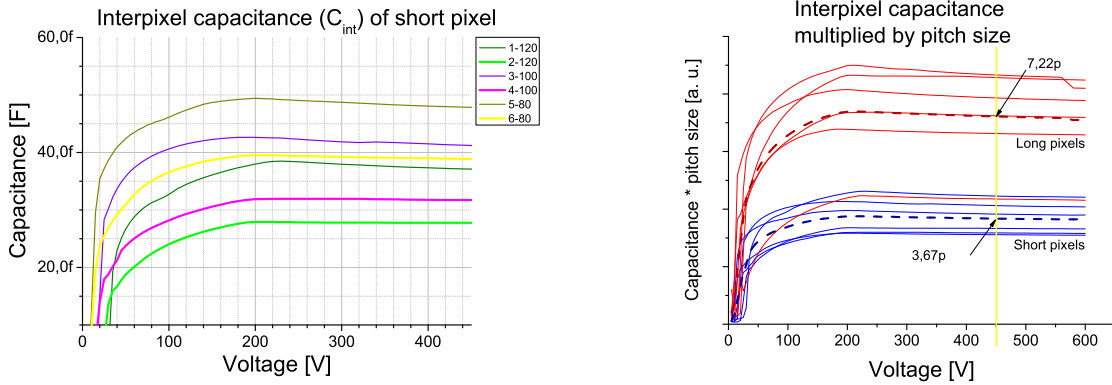 Interpixel capacitance (Cint) of short pixel
Capacitance [F]
60,0f
40,0f
20,0f
0 100 200 300 400
Voltage [V]
1-120
2-120
3-100
4-100
5-80
6-80
Interpixel capacitance
multiplied by pitch size
Capacitance * pitch size [a. u.]
7,22p
Long pixels
3,67p
Short pixels
0 100 200 300 400 500 600
Voltage [V]